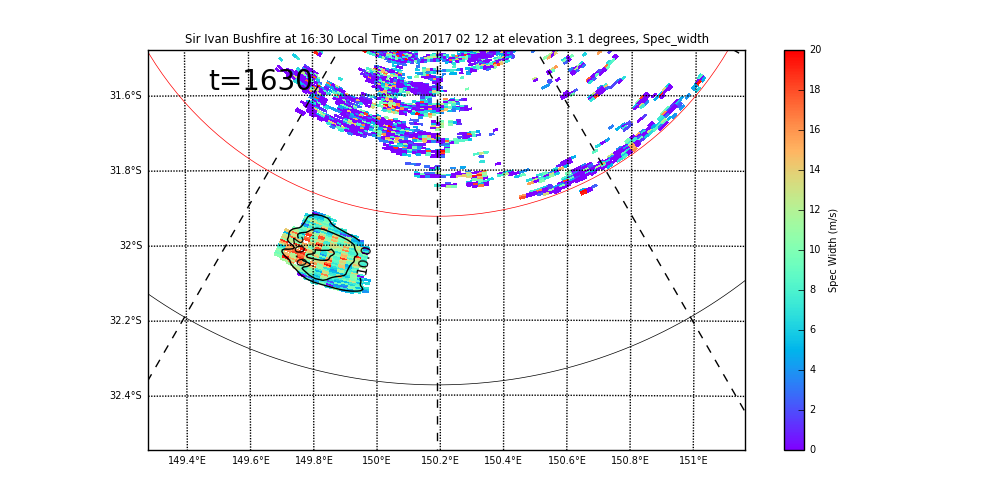 Sir Ivan Bushfire at 16:30 Local Time on 2017 02 12 at elevation 3.1 degrees, Spec_width
t=1630
31.6°S
31.8°S
32°S
32.2°S
32.4°S
149.4°E 149.6°E 149.8°E 150°E 150.2°E 150.4°E 150.6°E 150.8°E 151°E
20
18
16
14
12
10
8
6
4
2
0
Spec Width (m/s)